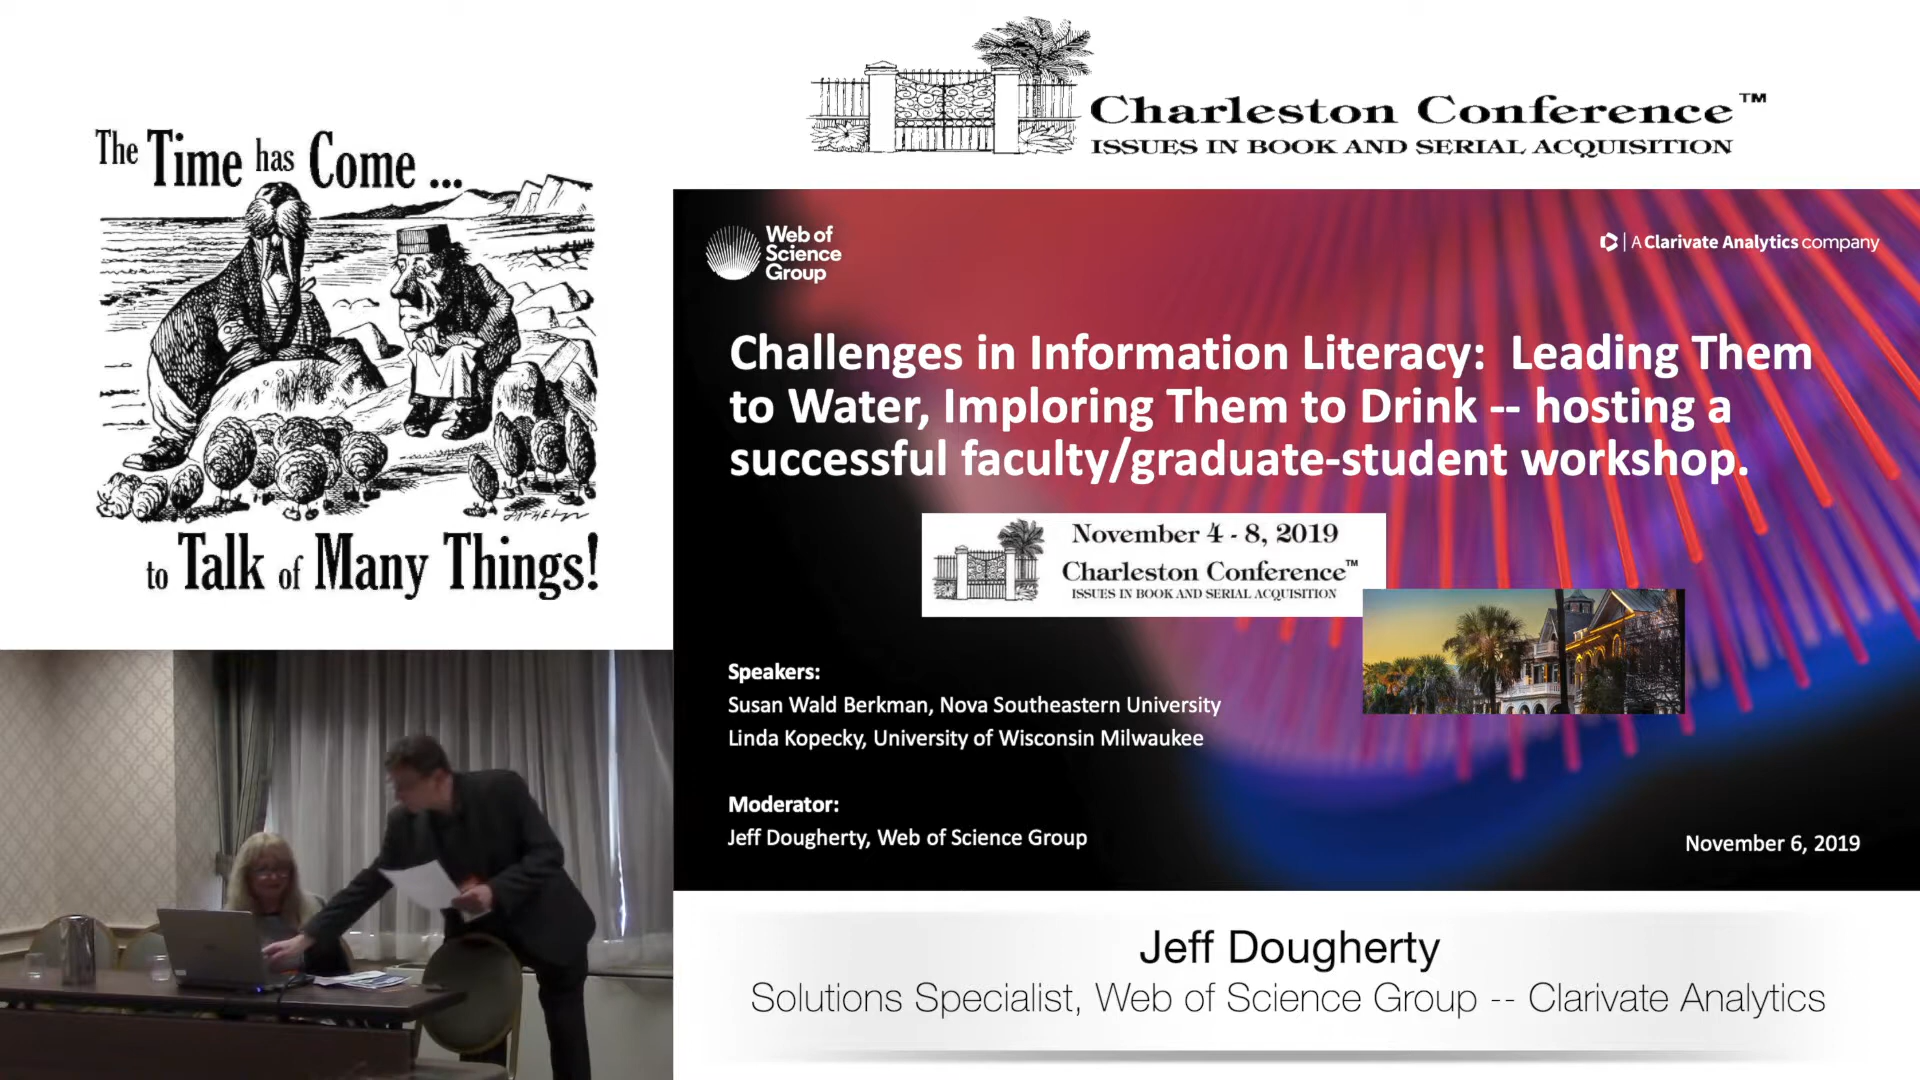 The Time has Come ...
to Talk of Many Things!
Charleston Conference™
ISSUES IN BOOK AND SERIAL ACQUISITION
Web of
Science
Group
A Clarivate Analytics company
Challenges in Information Literacy: Leading Them
to Water, Imploring Them to Drink -- hosting a
successful faculty/graduate-student workshop.
November 4 - 8, 2019
Charleston Conference™
ISSUES IN BOOK AND SERIAL ACQUISITION
Speakers:
Susan Wald Berkman, Nova Southeastern University
Linda Kopecky, University of Wisconsin Milwaukee
Moderator:
Jeff Dougherty, Web of Science Group
November 6, 2019
Jeff Dougherty
Solutions Specialist, Web of Science Group -- Clarivate Analytics